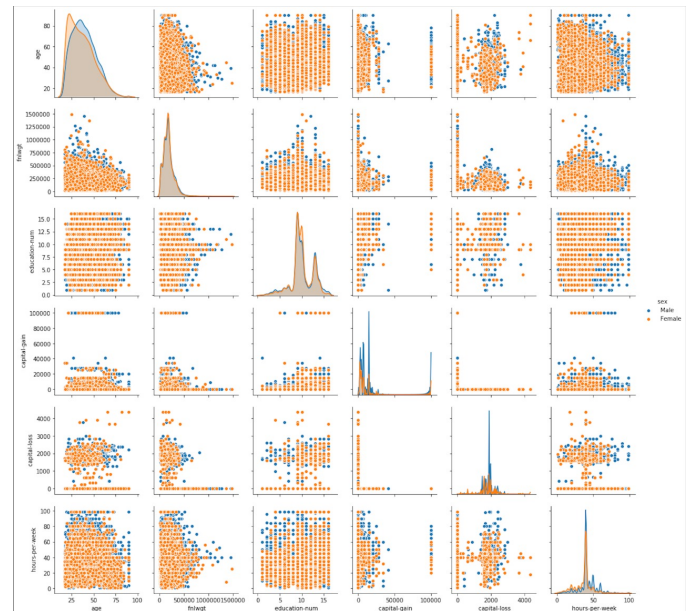 80
60
40
20
age
1500000
1250000
1000000
750000
500000
250000
0
fnlwgt
15.0
12.5
10.0
7.5
5.0
2.5
0.0
education-num
sex
Male
Female
100000
80000
60000
40000
20000
0
capital-gain
4000
3000
2000
1000
0
capital-loss
100
80
60
40
20
0
hours-per-week
25 50 75 100
age
0 500000 1000000 1500000
fnlwgt
0 5 10 15
education-num
0 50000 100000
capital-gain
0 2000 4000
capital-loss
0 50 100
hours-per-week